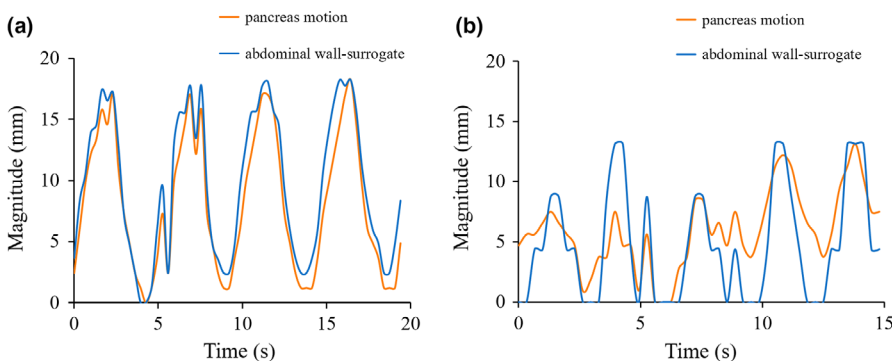 (a)
pancreas motion
abdominal wall-surrogate
Magnitude (mm)
20
15
10
5
0
0 5 10 15 20
Time (s)
(b)
pancreas motion
abdominal wall-surrogate
Magnitude (mm)
20
15
10
5
0
0 5 10 15
Time (s)